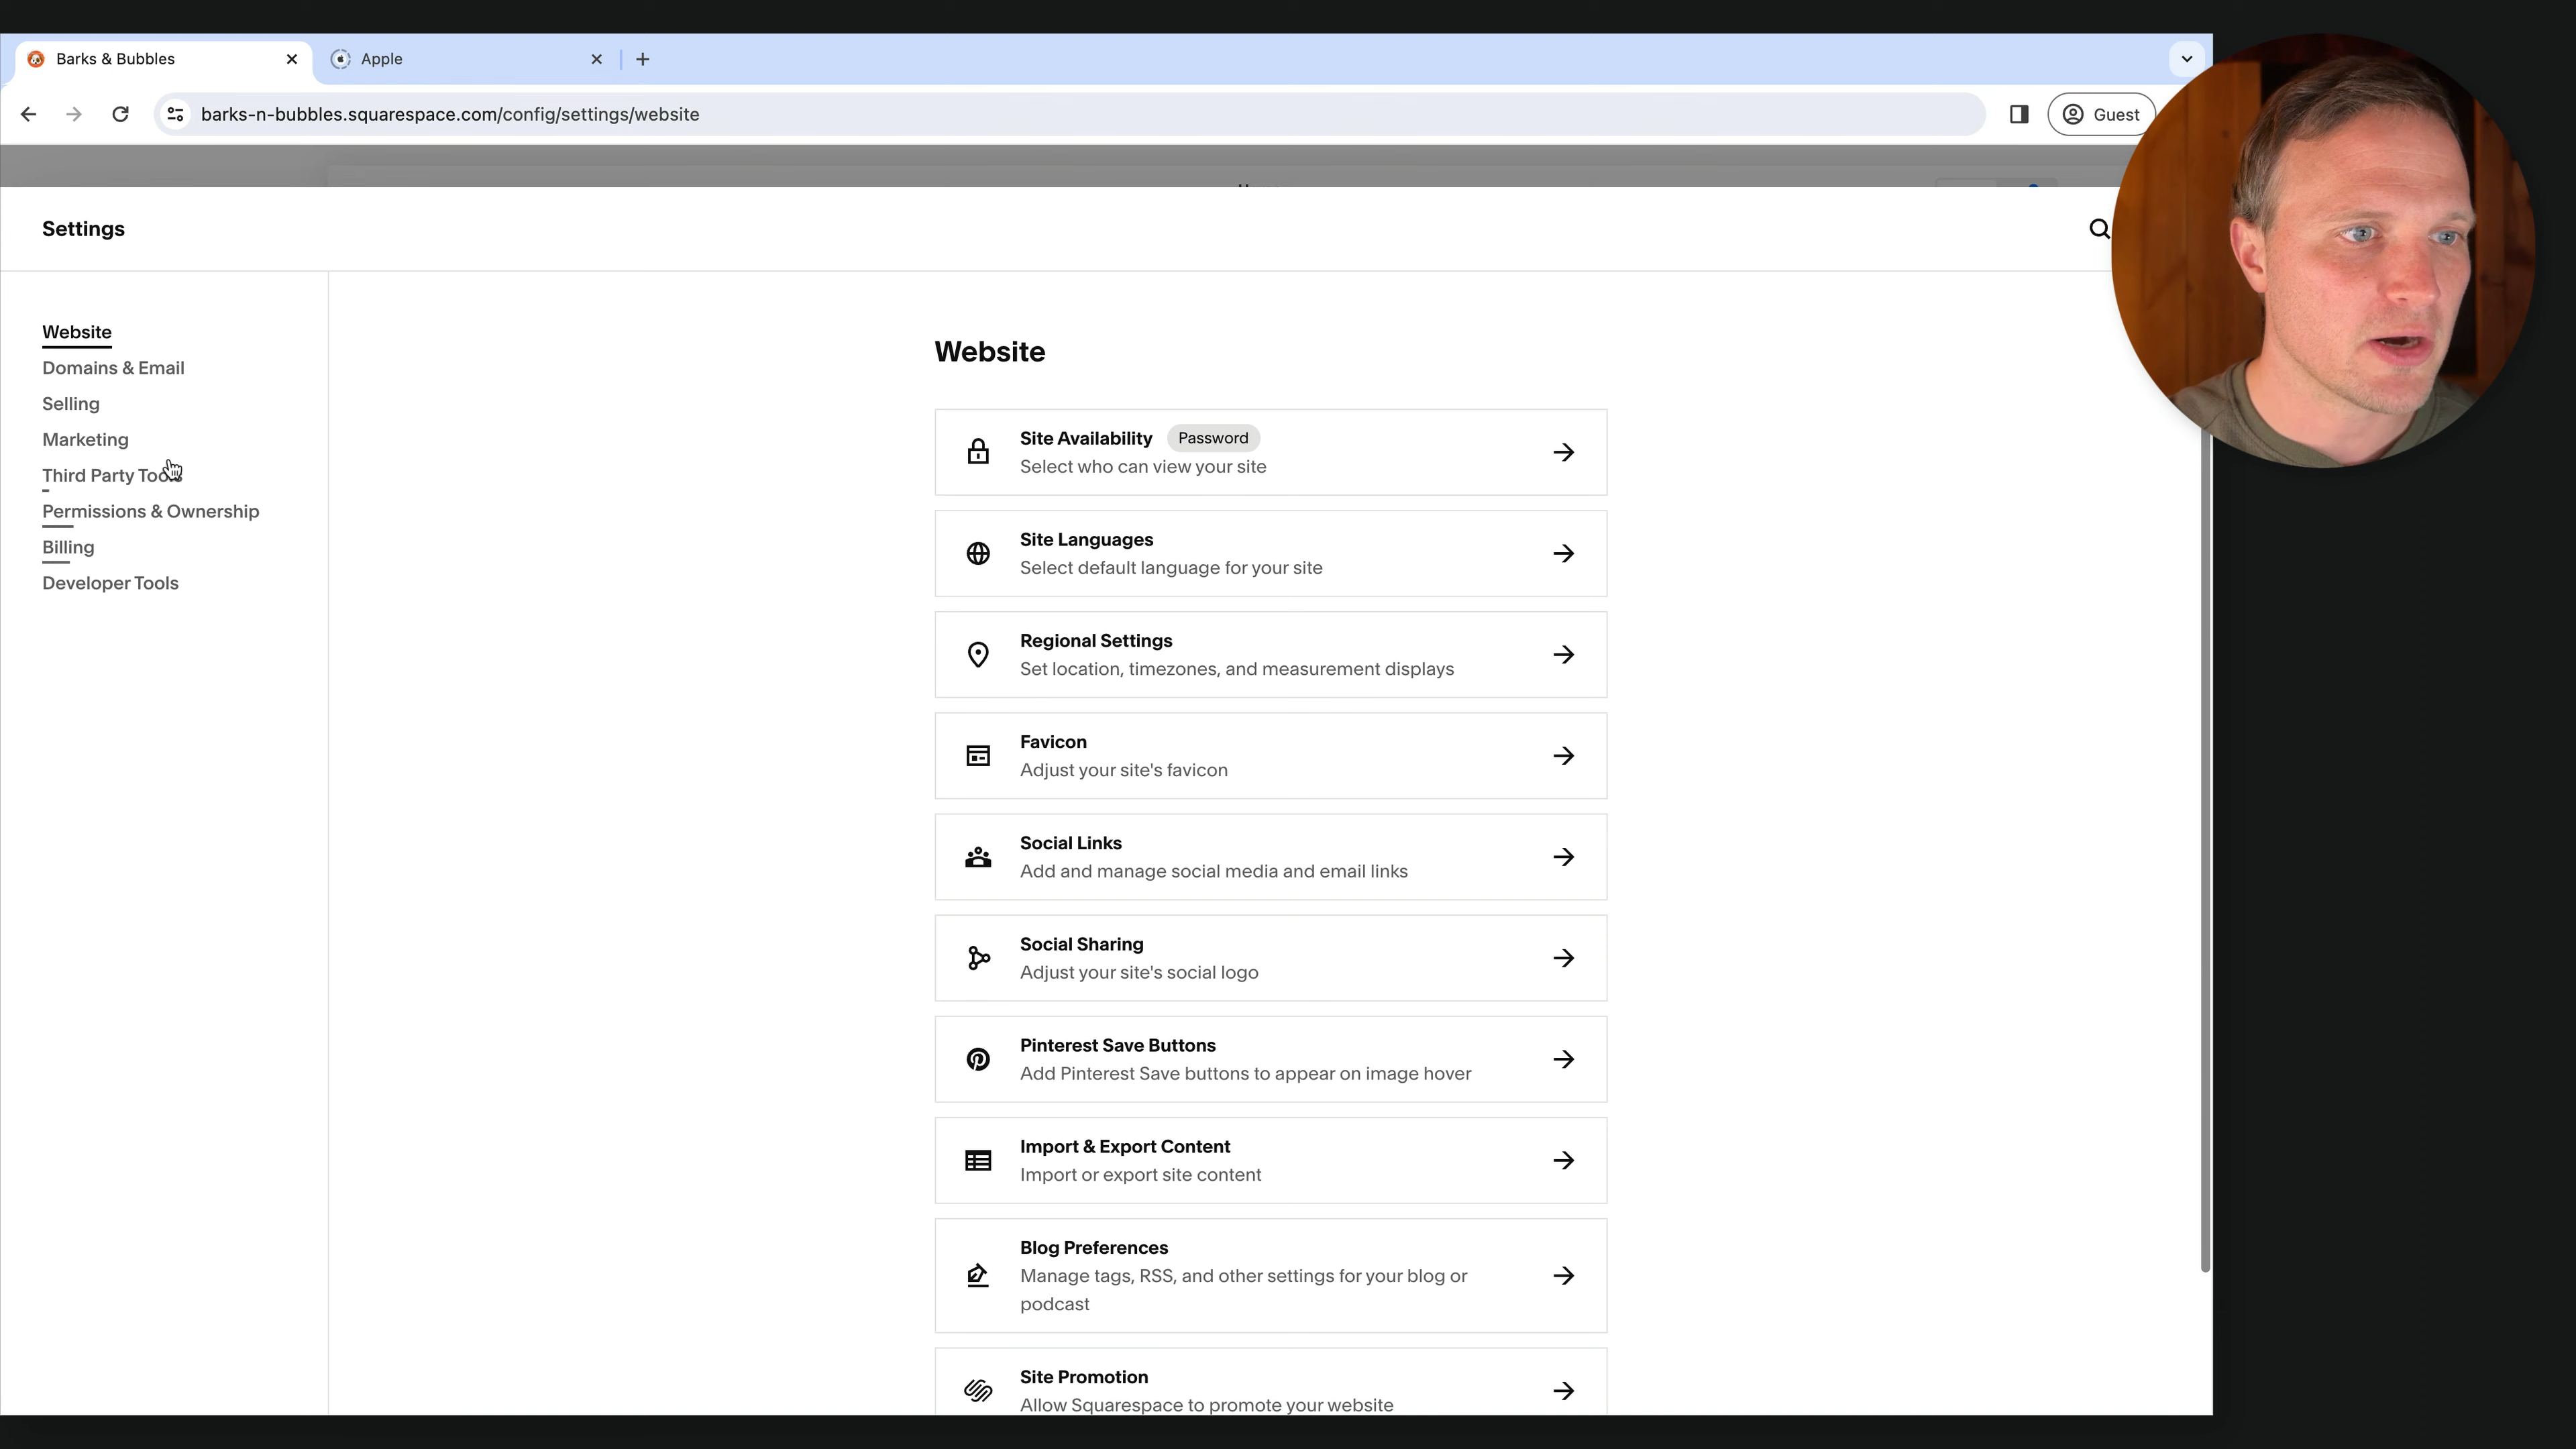 Barks & Bubbles
Apple
barks-n-bubbles.squarespace.com/config/settings/website
Guest
Settings
Website
Domains & Email
Selling
Marketing
Third Party Tools
Permissions & Ownership
Billing
Developer Tools
Website
Site Availability Password
Select who can view your site
Site Languages
Select default language for your site
Regional Settings
Set location, timezones, and measurement displays
Favicon
Adjust your site's favicon
Social Links
Add and manage social media and email links
Social Sharing
Adjust your site's social logo
Pinterest Save Buttons
Add Pinterest Save buttons to appear on image hover
Import & Export Content
Import or export site content
Blog Preferences
Manage tags, RSS, and other settings for your blog or
podcast
Site Promotion
Allow Squarespace to promote your website